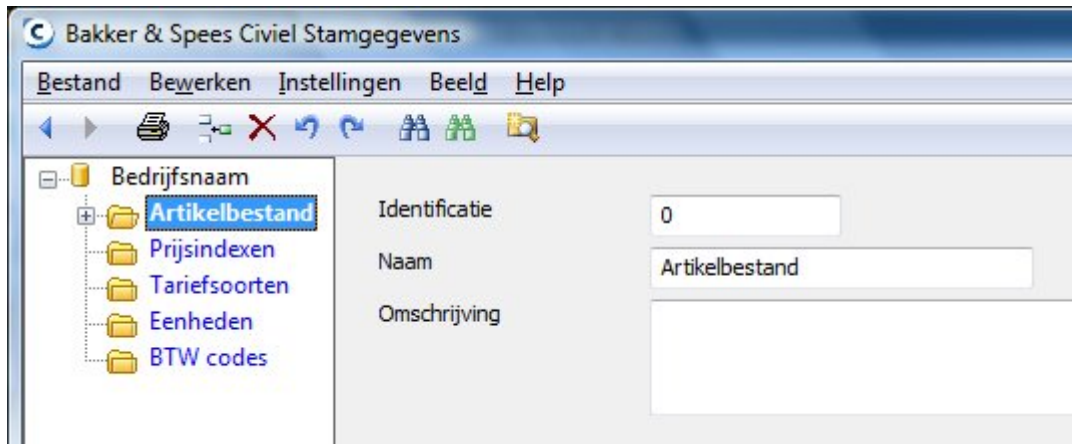 Bakker & Spees Civiel Stamgegevens
Bestand Bewerken Instellingen Beeld Help
Bedrijfsnaam
Artikelbestand
Prijsindexen
Tariefsoorten
Eenheden
BTW codes
Identificatie 0
Naam Artikelbestand
Omschrijving